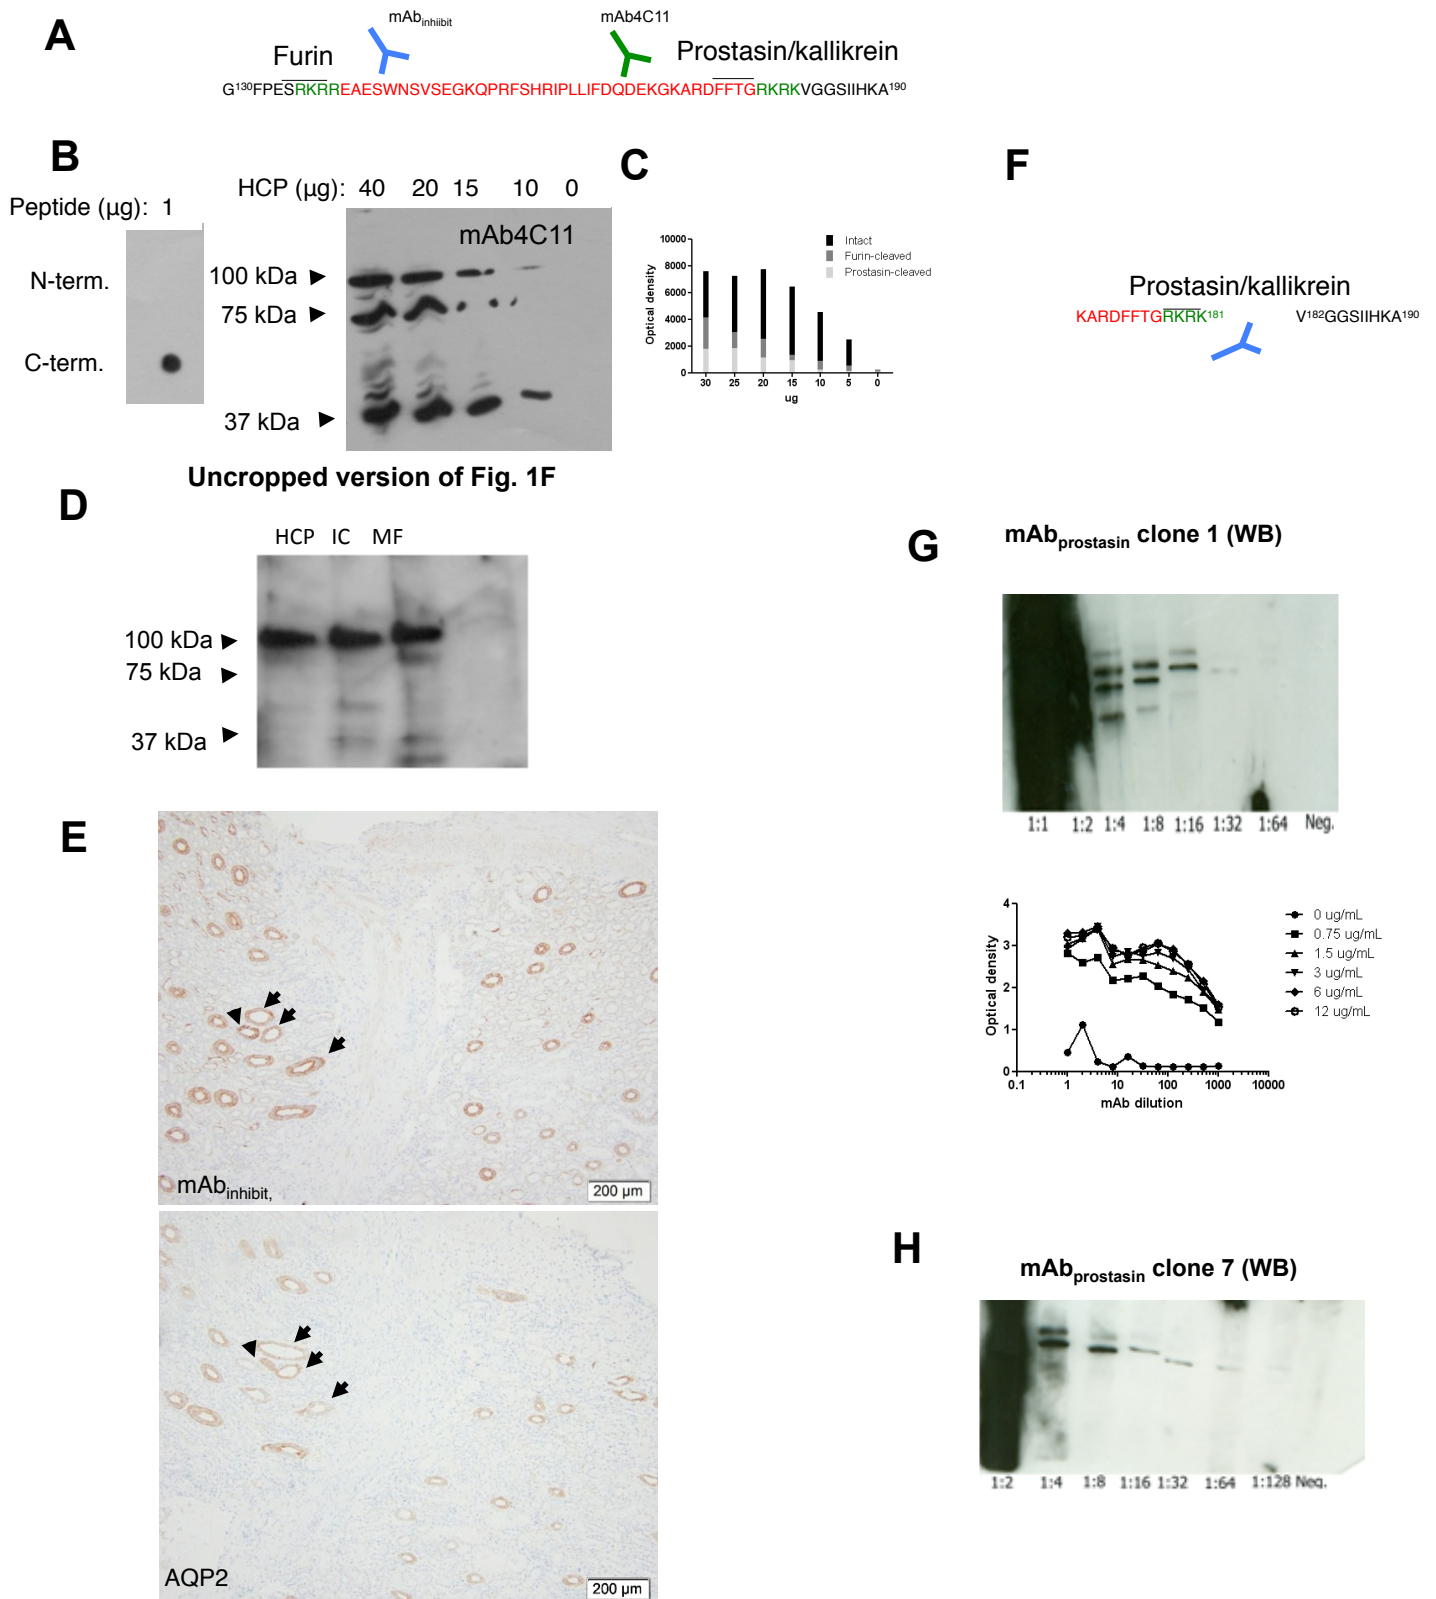 A
mAbinhiibit
mAb4C11
Furin
Prostasin/kallikrein
G130FPESRKRREAESWNSVSEGKQPRFSHRIPLLIFDQDEKGKARDFFTGRKRKVGGSIIHKA190
B
Peptide (µg): 1
N-term.
C-term.
HCP (µg): 40 20 15 10 0
mAb4C11
100 kDa
75 kDa
37 kDa
C
Optical density
10000
8000
6000
4000
2000
0
30 25 20 15 10 5 0
ug
Intact
Furin-cleaved
Prostasin-cleaved
F
Prostasin/kallikrein
KARDFFTGRKRK181
V182GGSIIHKA190
Uncropped version of Fig. 1F
D
HCP IC MF
100 kDa
75 kDa
37 kDa
E
mAbinhibit,
200 µm
AQP2
200 µm
G
mAbprostasin clone 1 (WB)
1:1 1:2 1:4 1:8 1:16 1:32 1:64 Neg.
Optical density
4
3
2
1
0
0.1 1 10 100 1000 10000
mAb dilution
0 ug/mL
0.75 ug/mL
1.5 ug/mL
3 ug/mL
6 ug/mL
12 ug/mL
H
mAbprostasin clone 7 (WB)
1:2 1:4 1:8 1:16 1:32 1:64 1:128 Neg.